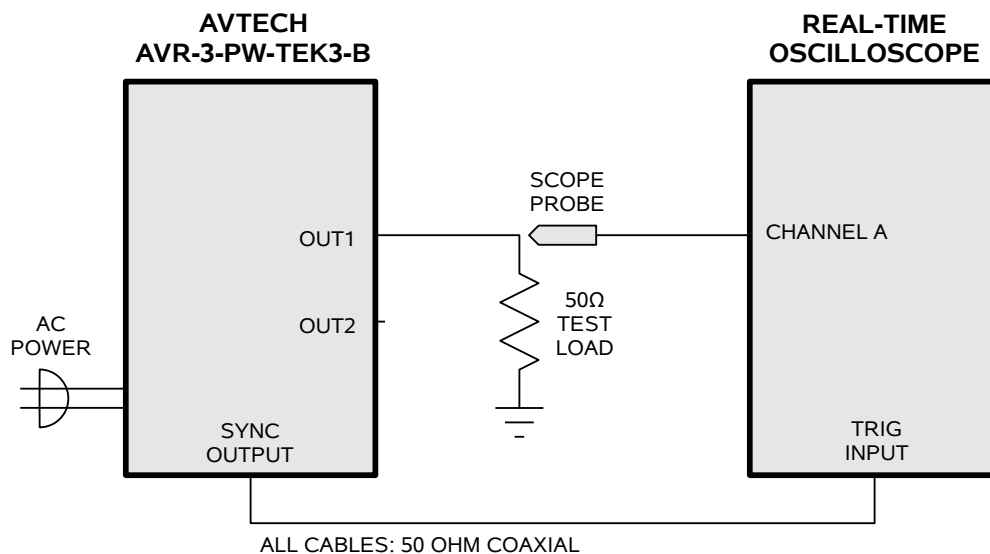 AVTECH
AVR-3-PW-TEK3-B
REAL-TIME
OSCILLOSCOPE
SCOPE
PROBE
OUT1
CHANNEL A
50Ω
TEST
LOAD
OUT2
AC
POWER
SYNC
OUTPUT
TRIG
INPUT
ALL CABLES: 50 OHM COAXIAL